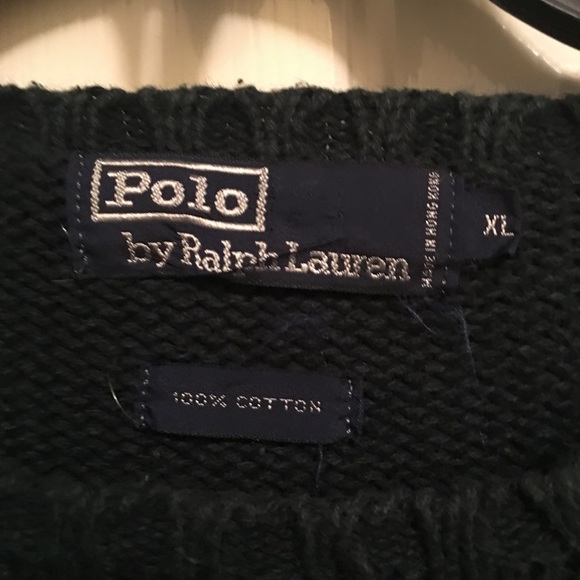 Polo
by Ralph Lauren
MADE IN HONG KONG
XL
100% COTTON